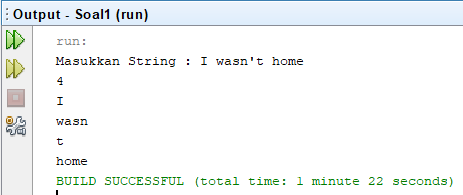 Output - Soal1 (run)
run:
Masukkan String : I wasn't home
4
I
wasn
t
home
BUILD SUCCESSFUL (total time: 1 minute 22 seconds)